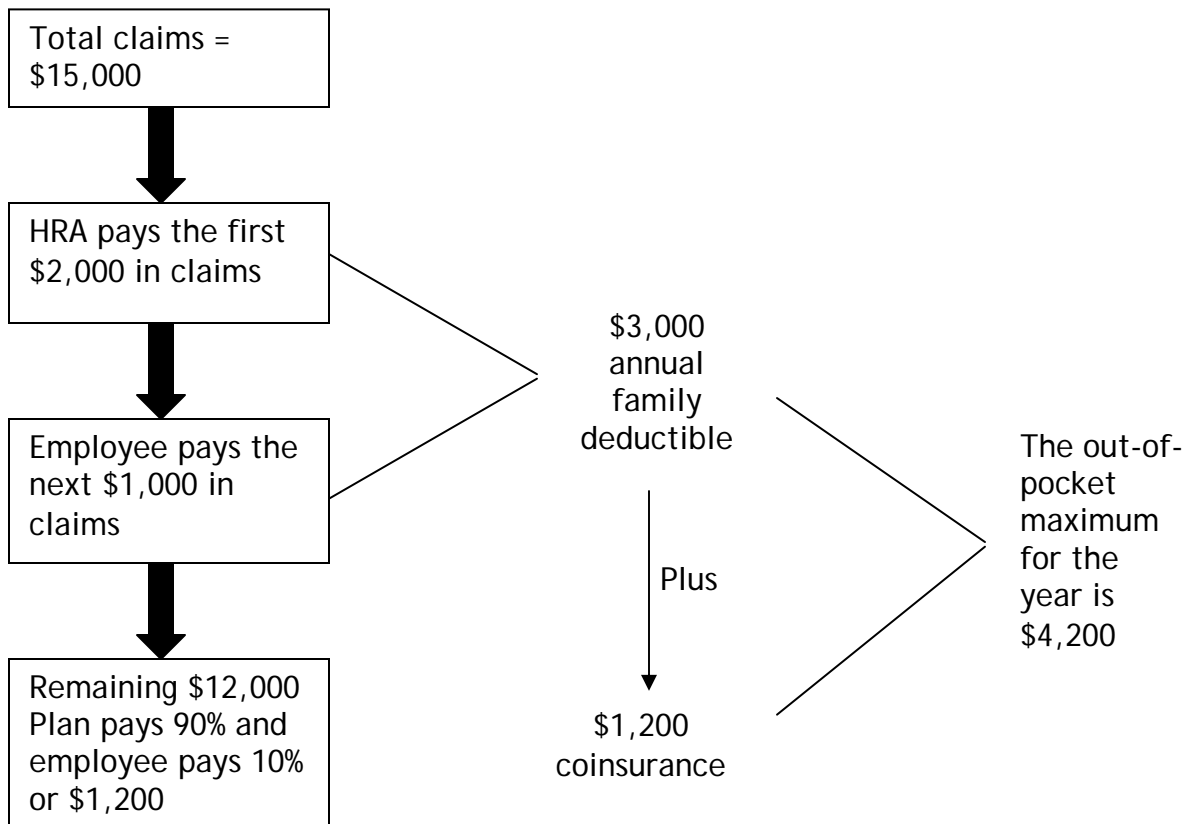 Total claims =
$15,000
HRA pays the first
$2,000 in claims
Employee pays the
next $1,000 in
claims
Remaining $12,000
Plan pays 90% and
employee pays 10%
or $1,200
$3,000
annual
family
deductible
Plus
$1,200
coinsurance
The out-of-
pocket
maximum
for the
year is
$4,200